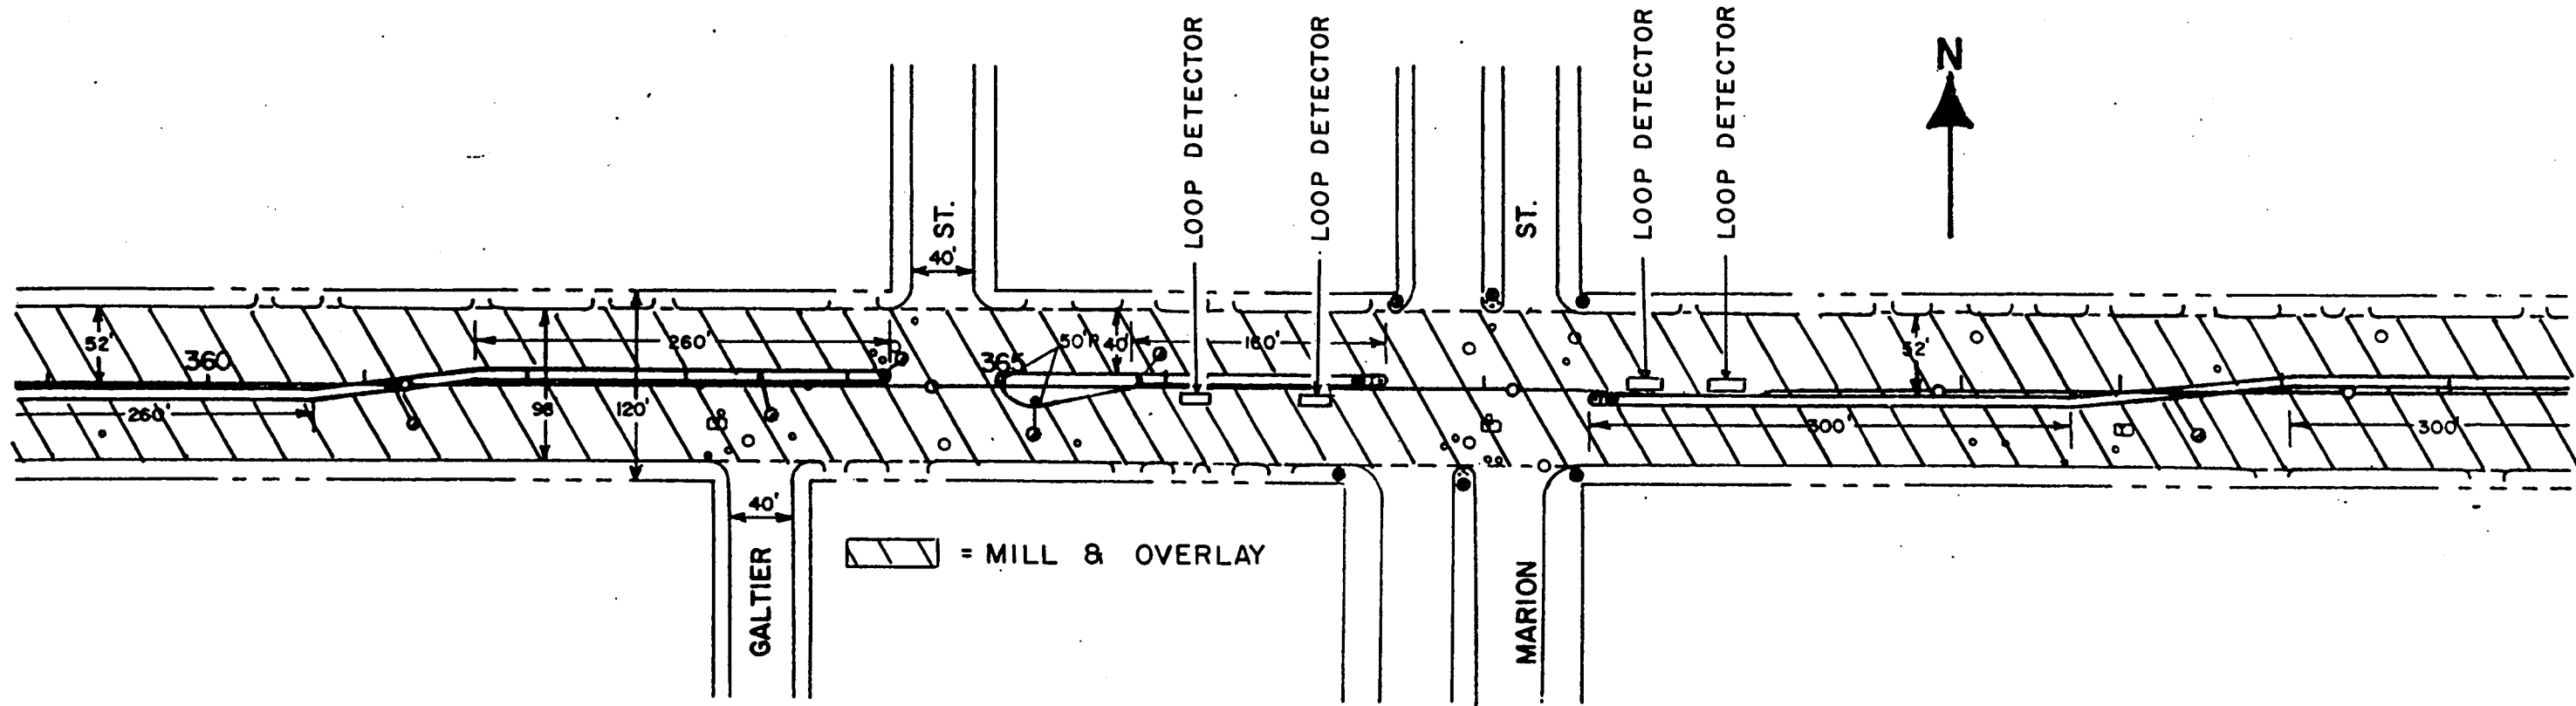 LOOP DETECTOR
LOOP DETECTOR
LOOP DETECTOR
LOOP DETECTOR
N
ST.
ST.
40'
52'
360
260'
365
50'R
40'
160'
52'
260'
98
120'
300'
300'
40'
GALTIER
= MILL & OVERLAY
MARION